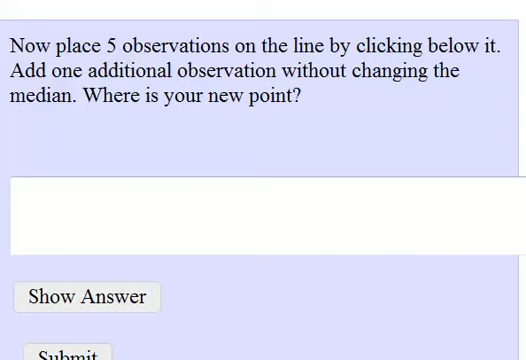 Now place 5 observations on the line by clicking below it.
Add one additional observation without changing the
median. Where is your new point?
Show Answer
Submit